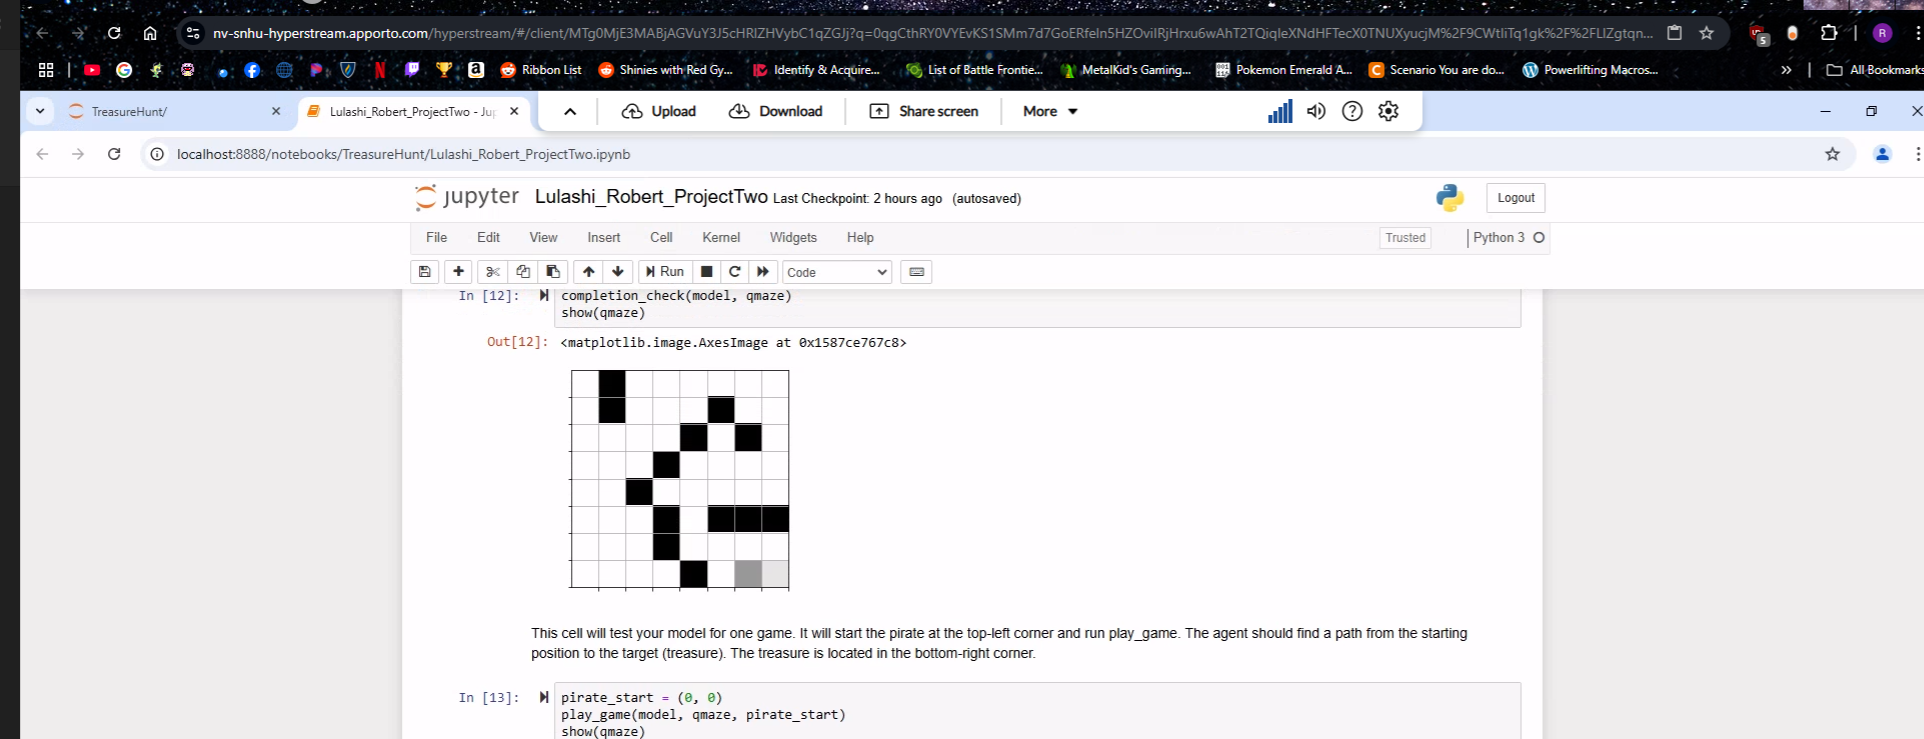 nv-snhu-hyperstream.apporto.com/hyperstream/#/client/MTg0MjE3MABjAGVuY3J5cHRlZHVybC1qZGJj?q=0qgCthRY0VYEvKS1SMm7d7GoERfeln5HZOviIRjHrxu6wAhT2TQiqleXNdHFTecX0TNUXyucjM%2F9CWtIiTq1gk%2F%2FLIZgtqn...
R
Ribbon List
Shinies with Red Gy...
Identify & Acquire...
List of Battle Frontie...
MetalKid's Gaming...
Pokemon Emerald A...
Scenario You are do...
Powerlifting Macros...
»
All Bookmarks
TreasureHunt/
Lulashi_Robert_ProjectTwo - Jup
Upload
Download
Share screen
More
localhost:8888/notebooks/TreasureHunt/Lulashi_Robert_ProjectTwo.ipynb
jupyter Lulashi_Robert_ProjectTwo Last Checkpoint: 2 hours ago (autosaved)
Logout
File Edit View Insert Cell Kernel Widgets Help
Trusted
Python 3
Run
Code
In [12]: completion_check(model, qmaze)
show(qmaze)
Out[12]: <matplotlib.image.AxesImage at 0x1587ce767c8>
This cell will test your model for one game. It will start the pirate at the top-left corner and run play_game. The agent should find a path from the starting
position to the target (treasure). The treasure is located in the bottom-right corner.
In [13]: pirate_start = (0, 0)
play_game(model, qmaze, pirate_start)
show(qmaze)